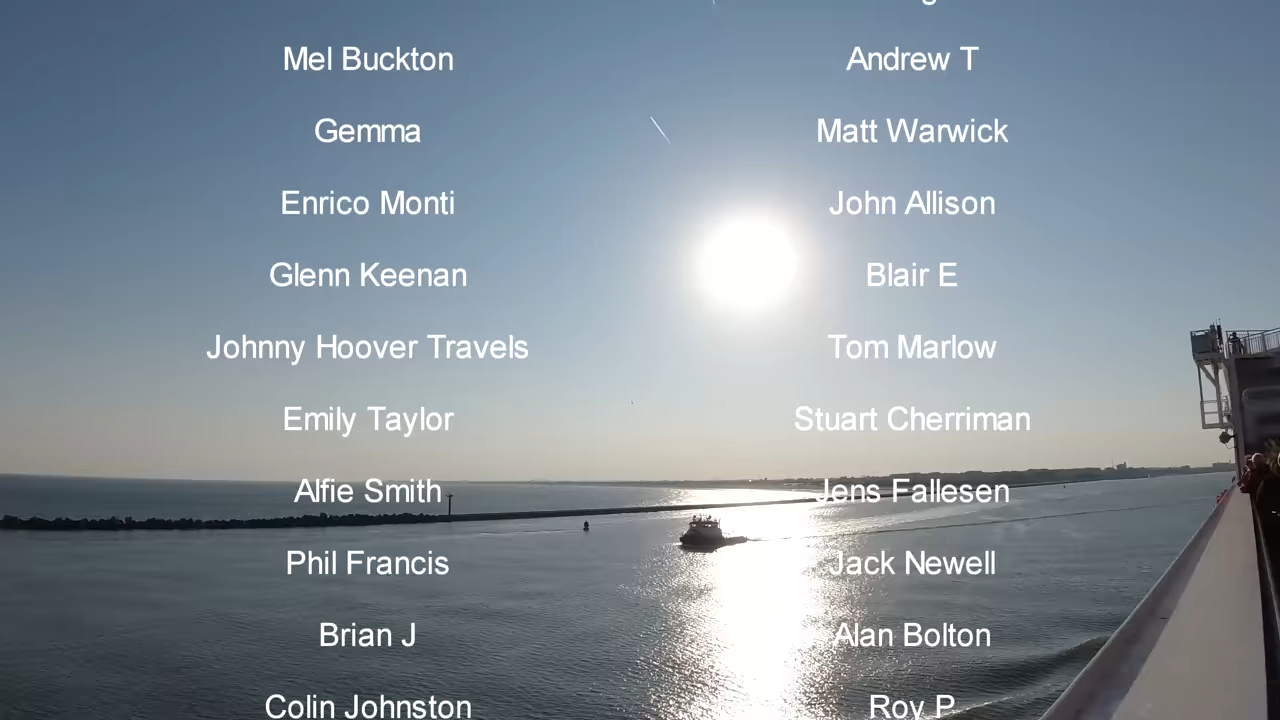 Mel Buckton
Andrew T
Gemma
Matt Warwick
Enrico Monti
John Allison
Glenn Keenan
Blair E
Johnny Hoover Travels
Tom Marlow
Emily Taylor
Stuart Cherriman
Alfie Smith
Jens Fallesen
Phil Francis
Jack Newell
Brian J
Alan Bolton
Colin Johnston
Roy P